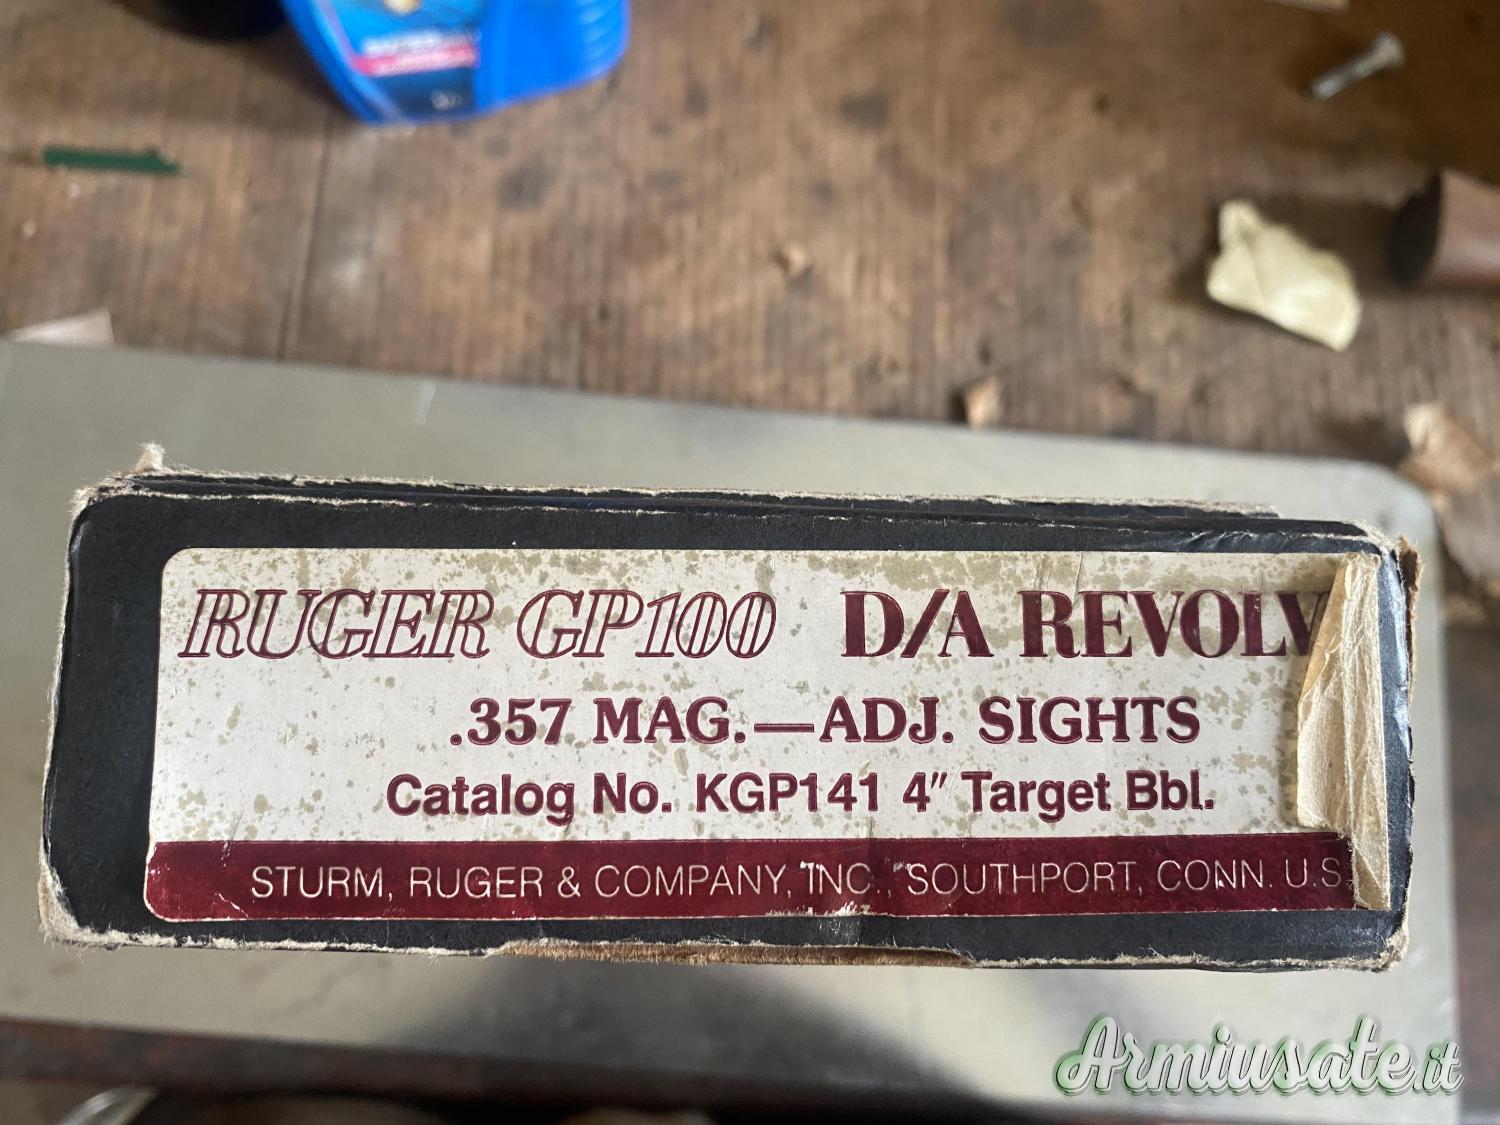 RUGER GP100 D/A REVOLV
.357 MAG.—ADJ. SIGHTS
Catalog No. KGP141 4" Target Bbl.
STURM, RUGER & COMPANY, INC., SOUTHPORT, CONN. U.S.
Armiusate.it